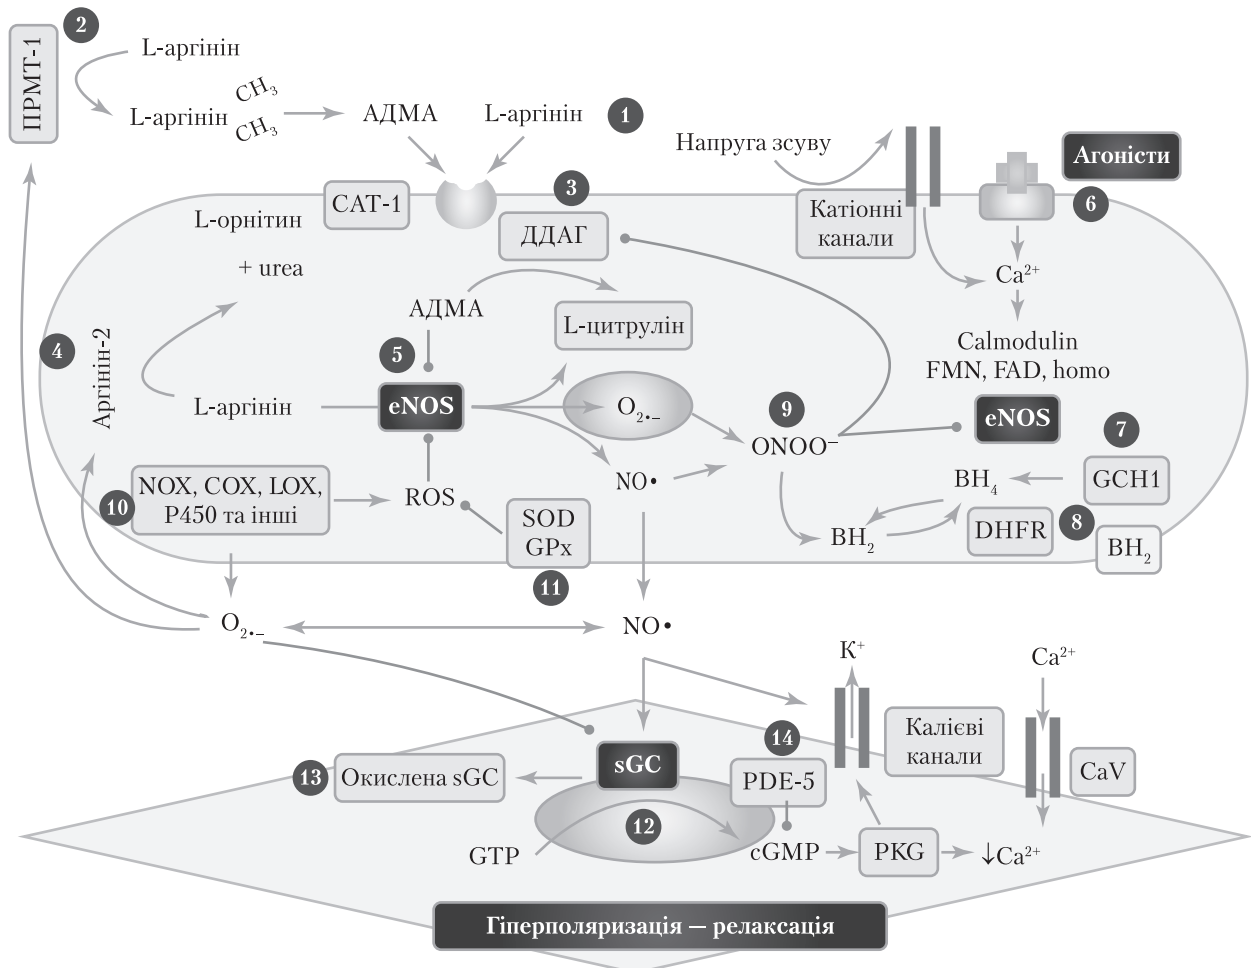 2
ПРМТ-1
L-аргінін
L-аргінін
CH3
CH3
АДМА
L-аргінін
1
Напруга зсуву
Агоністи
3
CAT-1
L-орнітин
+ urea
ДДАГ
Катіонні
канали
6
Ca2+
АДМА
L-цитрулін
4
Аргінін-2
5
Calmodulin
FMN, FAD, homo
L-аргінін
eNOS
O2•–
9
ONOO–
eNOS
7
NO•
BH4
GCH1
10
NOX, COX, LOX,
P450 та інші
ROS
SOD
GPx
11
BH2
DHFR
8
BH2
O2•–
NO•
K+
Ca2+
Калієві
канали
CaV
14
PDE-5
sGC
13
Окислена sGC
12
GTP
cGMP
PKG
↓Ca2+
Гіперполяризація — релаксація